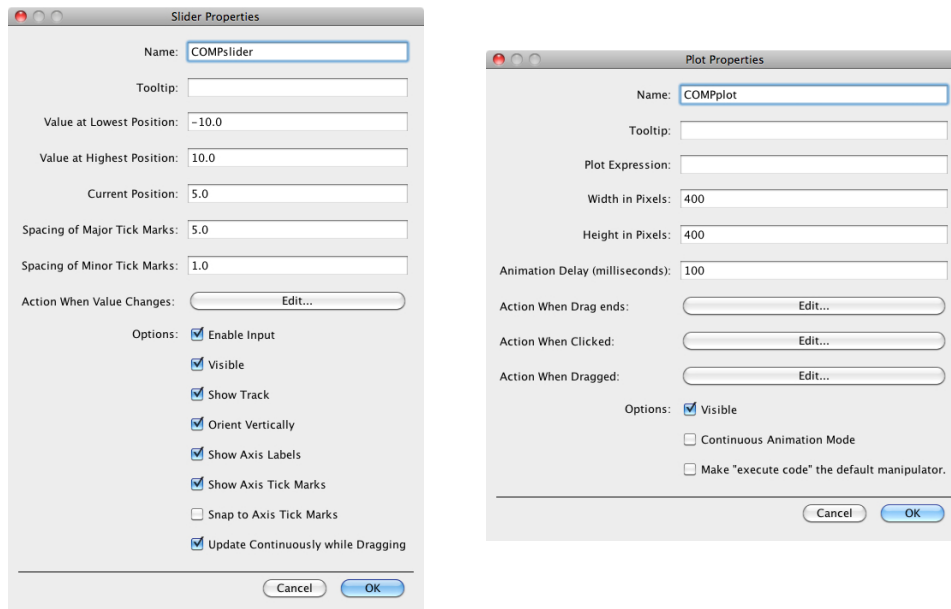 Slider Properties
Name: COMPslider
Tooltip:
Value at Lowest Position: -10.0
Value at Highest Position: 10.0
Current Position: 5.0
Spacing of Major Tick Marks: 5.0
Spacing of Minor Tick Marks: 1.0
Action When Value Changes: Edit...
Options: Enable Input
Visible
Show Track
Orient Vertically
Show Axis Labels
Show Axis Tick Marks
Snap to Axis Tick Marks
Update Continuously while Dragging
Cancel OK
Plot Properties
Name: COMPplot
Tooltip:
Plot Expression:
Width in Pixels: 400
Height in Pixels: 400
Animation Delay (milliseconds): 100
Action When Drag ends: Edit...
Action When Clicked: Edit...
Action When Dragged: Edit...
Options: Visible
Continuous Animation Mode
Make "execute code" the default manipulator.
Cancel OK